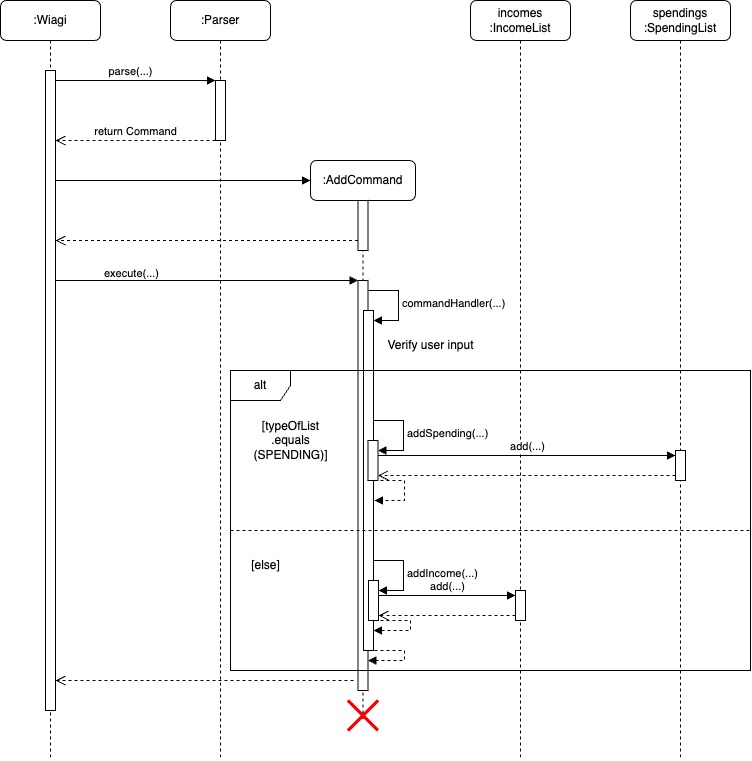 :Wiagi
:Parser
incomes
:IncomeList
spendings
:SpendingList
parse(...)
return Command
:AddCommand
execute(...)
commandHandler(...)
Verify user input
alt
[typeOfList
.equals
(SPENDING)]
addSpending(...)
add(...)
[else]
addIncome(...)
add(...)